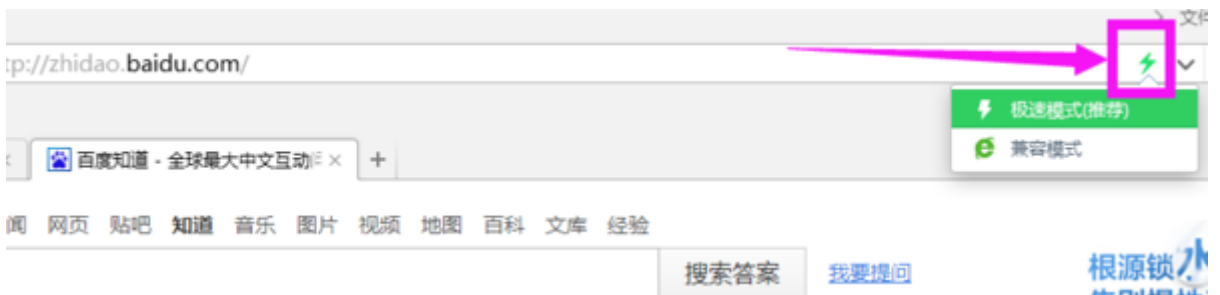 文件
tp://zhidao.baidu.com/
极速模式(推荐)
兼容模式
百度知道 - 全球最大中文互动
闻 网页 贴吧 知道 音乐 图片 视频 地图 百科 文库 经验
搜索答案 我要提问
根源锁水